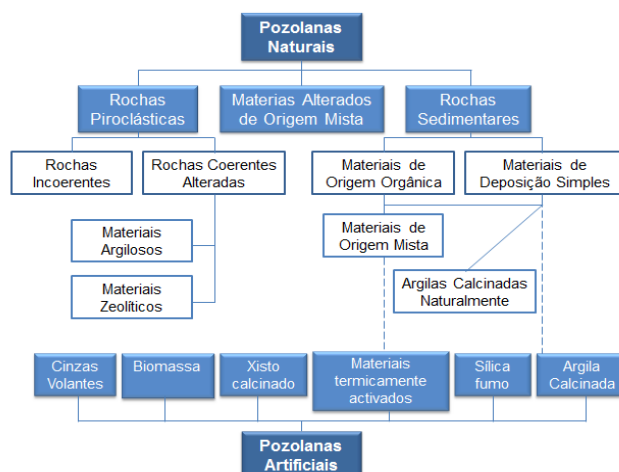 Pozolanas
Naturais
Rochas
Piroclásticas
Materias Alterados
de Origem Mista
Rochas
Sedimentares
Rochas
Incoerentes
Rochas Coerentes
Alteradas
Materiais de
Origem Orgânica
Materiais de
Deposição Simples
Materiais
Argilosos
Materiais de
Origem Mista
Materiais
Zeolíticos
Argilas Calcinadas
Naturalmente
Cinzas
Volantes
Biomassa
Xisto
calcinado
Materiais
termicamente
activados
Sílica
fumo
Argila
Calcinada
Pozolanas
Artificiais